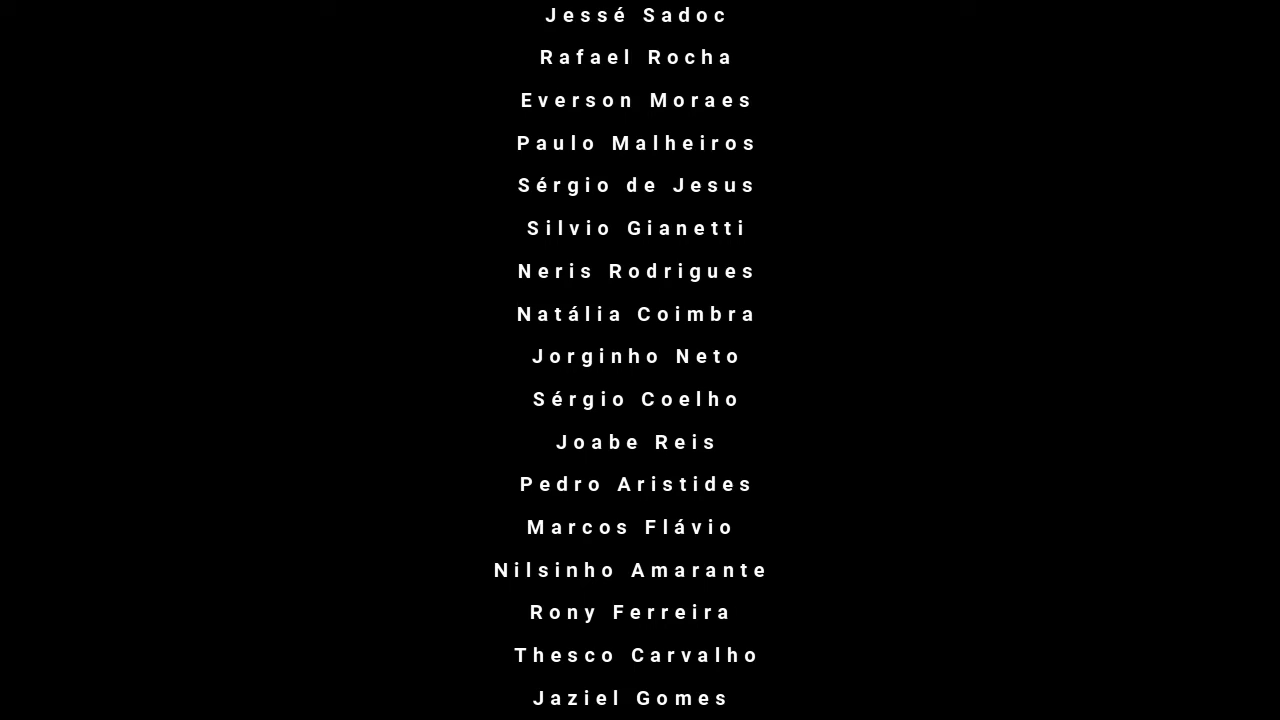 Jessé Sadoc
Rafael Rocha
Everson Moraes
Paulo Malheiros
Sérgio de Jesus
Silvio Gianetti
Neris Rodrigues
Natália Coimbra
Jorginho Neto
Sérgio Coelho
Joabe Reis
Pedro Aristides
Marcos Flávio
Nilsinho Amarante
Rony Ferreira
Thesco Carvalho
Jaziel Gomes